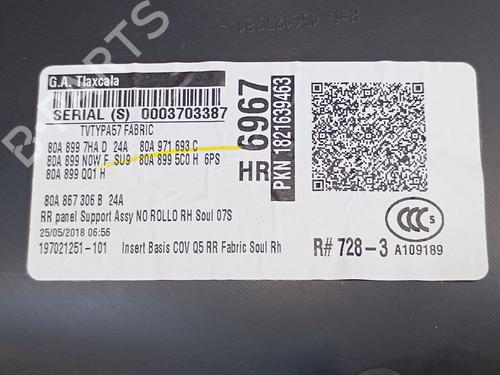 G.A. Tlaxcala
SERIAL (S) 0003703387
TVTYPA57 FABRIC
80A 899 7HA D 24A 80A 971 693 C
80A 899 N0W F SU9 80A 899 5C0 H 6PS
80A 899 QQ1 H
80A 867 306 B 24A
RR panel Support Assy NO ROLLO RH Soul 07S
25/05/2018 06:56
197021251-101 Insert Basis COV Q5 RR Fabric Soul Rh
HR 6967
PKN 1821639463
CCC
R# 728-3 A109189
B PARTS